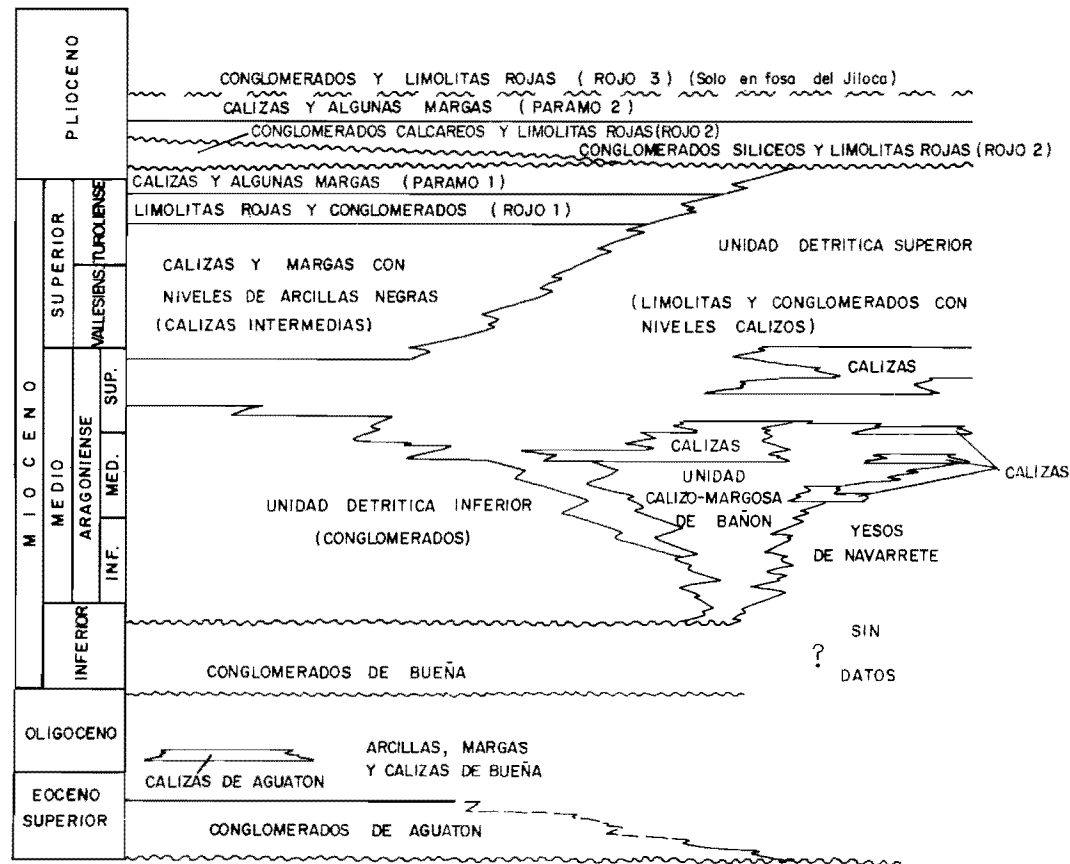 PLIOCENO
MIOCENO
SUPERIOR
TUROLIENSE
VALLESIENS.
MEDIO
ARAGONIENSE
SUP.
MED.
INF.
INFERIOR
OLIGOCENO
EOCENO
SUPERIOR
CONGLOMERADOS Y LIMOLITAS ROJAS (ROJO 3) (Solo en fosa del Jiloca)
CALIZAS Y ALGUNAS MARGAS (PARAMO 2)
CONGLOMERADOS CALCAREOS Y LIMOLITAS ROJAS (ROJO 2)
CONGLOMERADOS SILICEOS Y LIMOLITAS ROJAS (ROJO 2)
CALIZAS Y ALGUNAS MARGAS (PARAMO 1)
LIMOLITAS ROJAS Y CONGLOMERADOS (ROJO 1)
CALIZAS Y MARGAS CON
NIVELES DE ARCILLAS NEGRAS
(CALIZAS INTERMEDIAS)
UNIDAD DETRITICA SUPERIOR
(LIMOLITAS Y CONGLOMERADOS CON
NIVELES CALIZOS)
CALIZAS
CALIZAS
CALIZAS
UNIDAD
CALIZO-MARGOSA
DE BAÑON
UNIDAD DETRITICA INFERIOR
(CONGLOMERADOS)
YESOS
DE NAVARRETE
SIN
?
DATOS
CONGLOMERADOS DE BUEÑA
ARCILLAS, MARGAS
Y CALIZAS DE BUEÑA
CALIZAS DE AGUATON
CONGLOMERADOS DE AGUATON